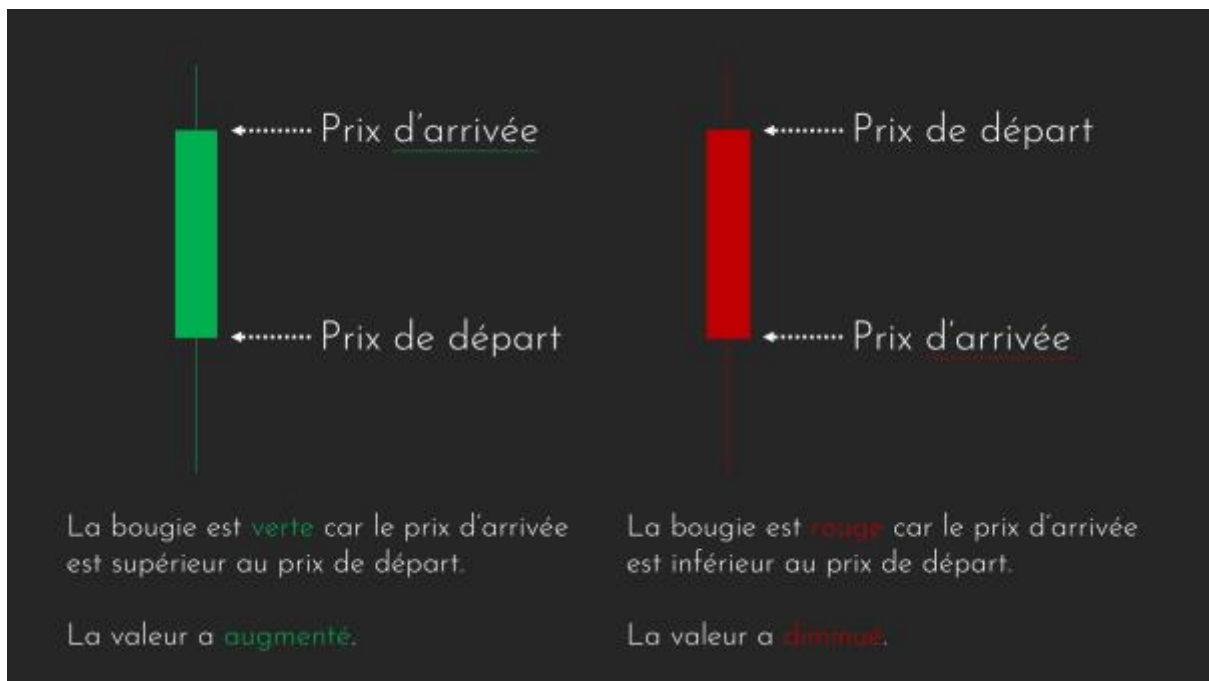 Prix d'arrivée
Prix de départ
La bougie est verte car le prix d'arrivée
est supérieur au prix de départ.
La valeur a augmenté.
Prix de départ
Prix d'arrivée
La bougie est rouge car le prix d'arrivée
est inférieur au prix de départ.
La valeur a diminué.